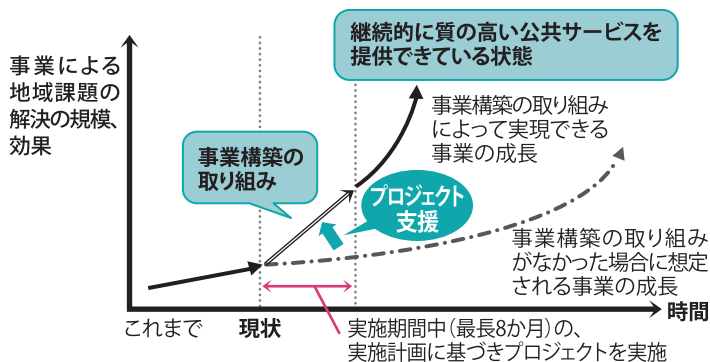 継続的に質の高い公共サービスを
提供できている状態
事業による
地域課題の
解決の規模、
効果
事業構築の取り組み
によって実現できる
事業の成長
事業構築の
取り組み
プロジェクト
支援
事業構築の取り組み
がなかった場合に想定
される事業の成長
時間
これまで
現状
実施期間中（最長8か月）の、
実施計画に基づきプロジェクトを実施